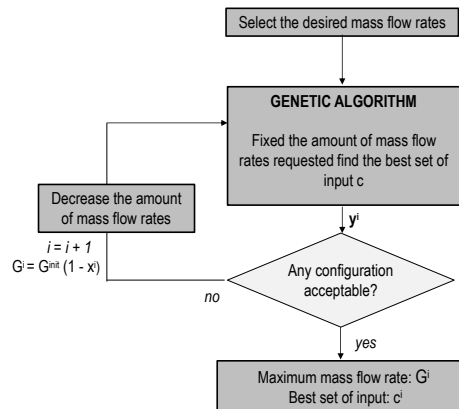 Select the desired mass flow rates
GENETIC ALGORITHM
Fixed the amount of mass flow
rates requested find the best set of
input c
Decrease the amount
of mass flow rates
i = i + 1
Gⁱ = Gⁱⁿⁱᵗ (1 - xⁱ)
yⁱ
Any configuration
acceptable?
no
yes
Maximum mass flow rate: Gⁱ
Best set of input: cⁱ